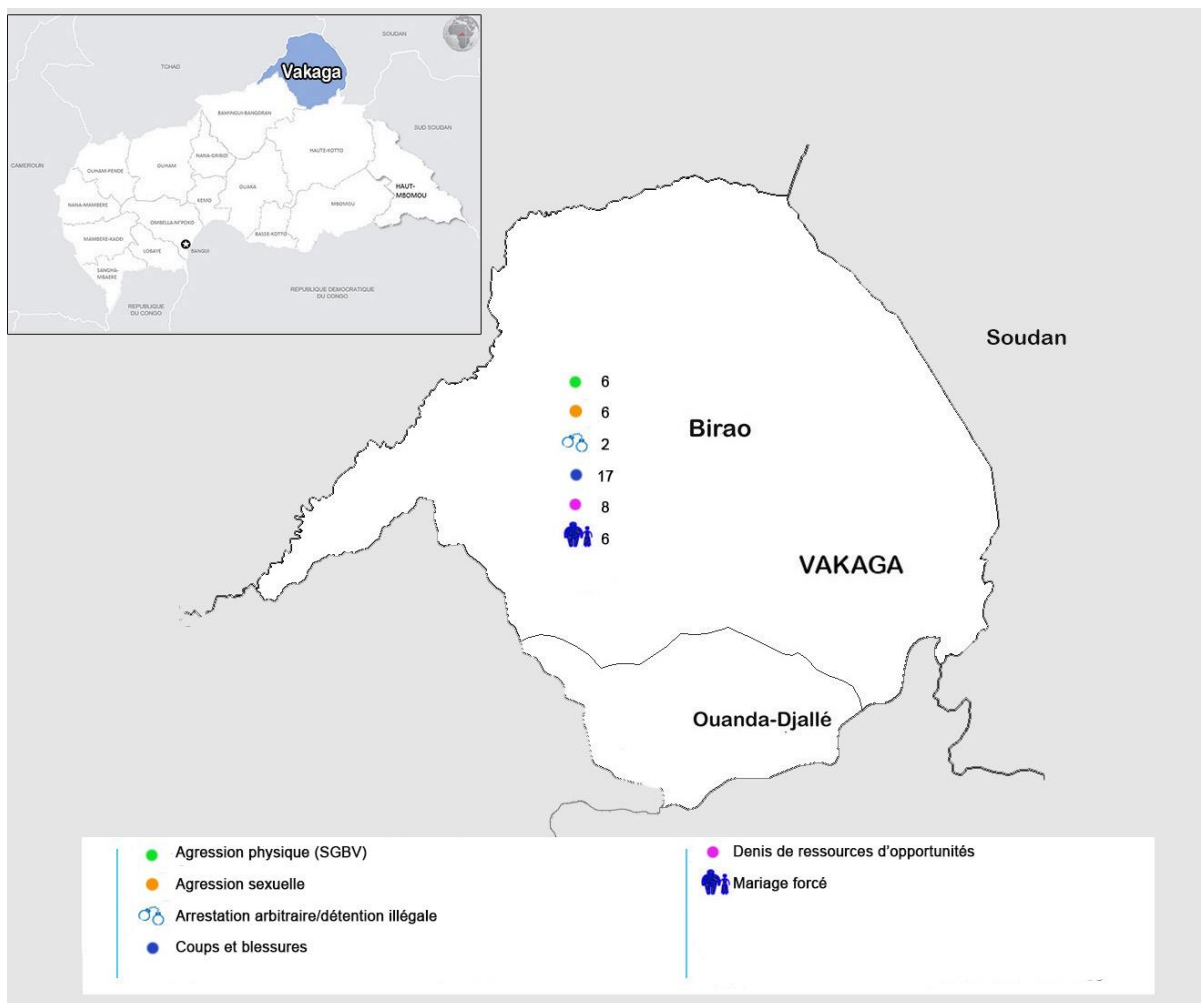 SOUDAN
TCHAD
Vakaga
BAMINGUI-BANGORAN
SUD SOUDAN
CAMEROUN
OUHAM-PENDE
OUHAM
NANA-GRIBIZI
HAUTE-KOTTO
OUAKA
HAUT-
MBOMOU
NANA-MAMBERE
KEMO
MBOMOU
OMBELLA-M'POKO
BASSE-KOTTO
MAMBERE-KADEI
LOBAYE
BANGUI
SANGHA-
MBAERE
REPUBLIQUE DEMOCRATIQUE
DU CONGO
REPUBLIQUE
DU CONGO
Soudan
6
6
Birao
2
17
8
6
VAKAGA
Ouanda-Djallé
Agression physique (SGBV)
Agression sexuelle
Arrestation arbitraire/détention illégale
Coups et blessures
Denis de ressources d'opportunités
Mariage forcé